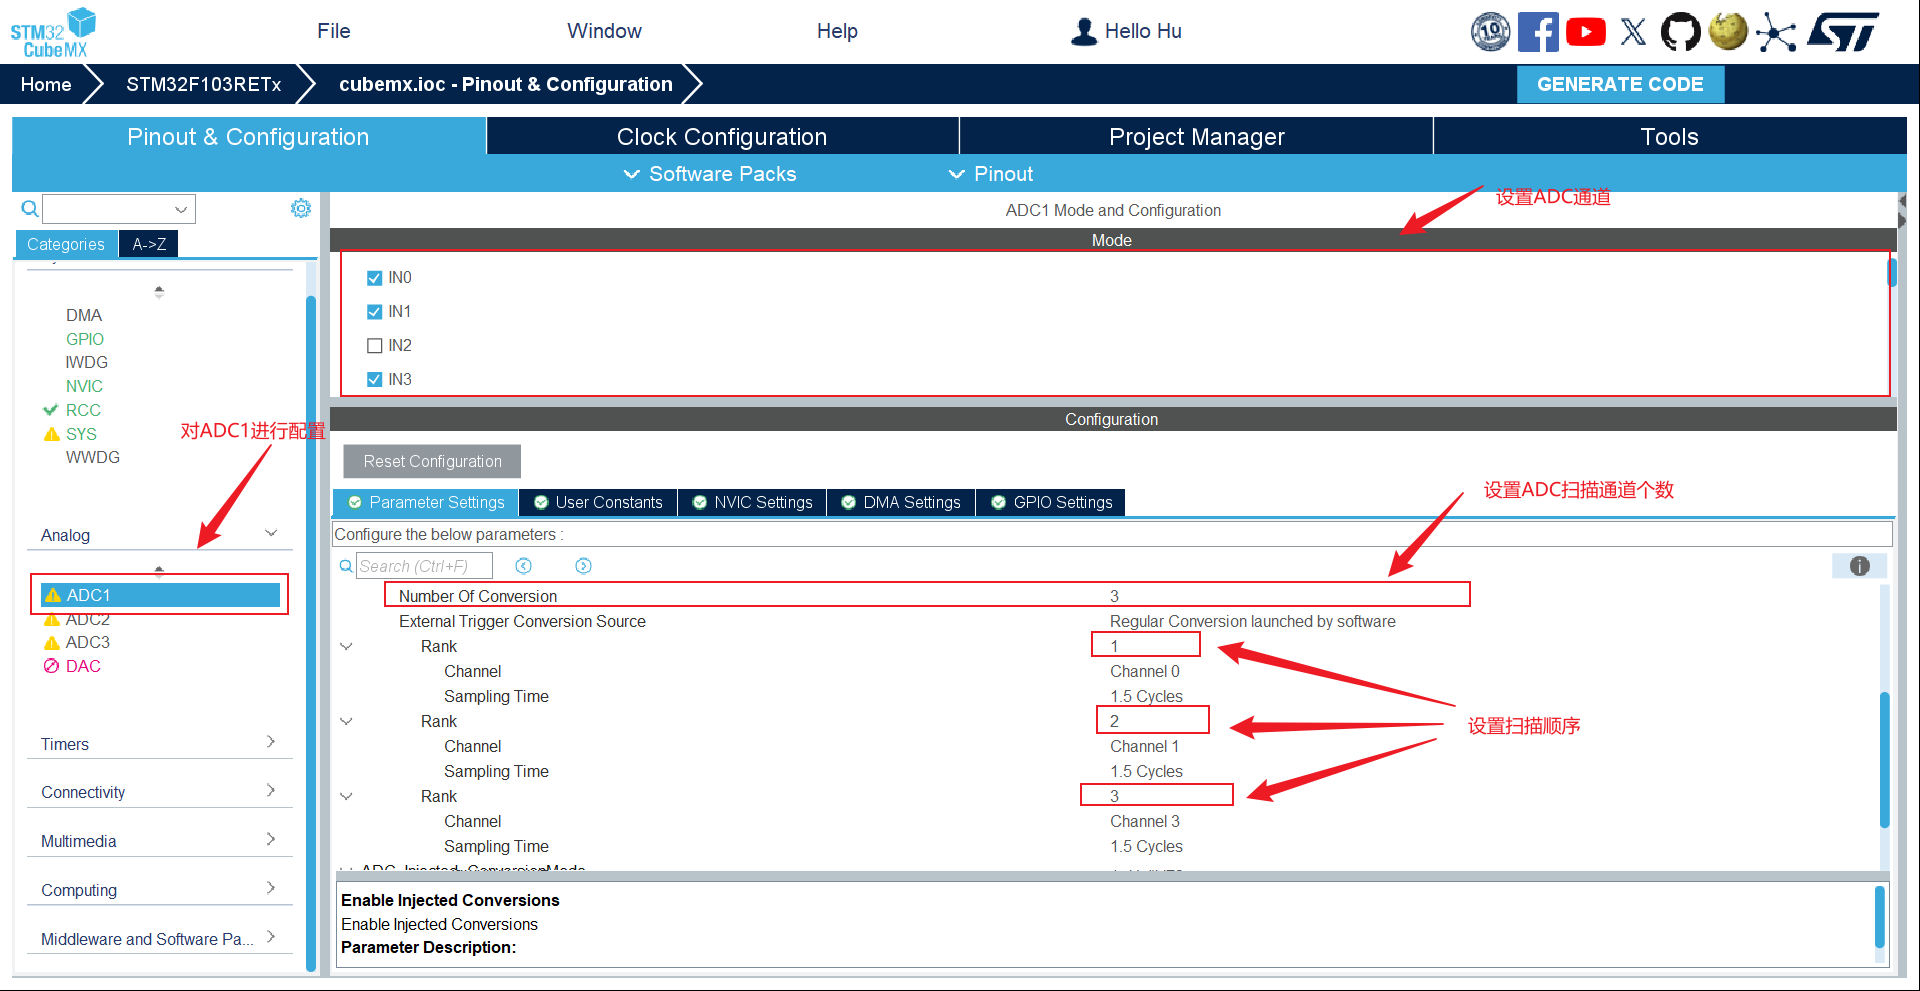 STM32
CubeMX
File
Window
Help
Hello Hu
10
Home
STM32F103RETx
cubemx.ioc - Pinout & Configuration
GENERATE CODE
Pinout & Configuration
Clock Configuration
Project Manager
Tools
Software Packs
Pinout
设置ADC通道
Categories
A->Z
DMA
GPIO
IWDG
NVIC
RCC
SYS
WWDG
对ADC1进行配置
Analog
ADC1
ADC2
ADC3
DAC
Timers
Connectivity
Multimedia
Computing
Middleware and Software Pa...
ADC1 Mode and Configuration
Mode
IN0
IN1
IN2
IN3
Configuration
Reset Configuration
Parameter Settings
User Constants
NVIC Settings
DMA Settings
GPIO Settings
设置ADC扫描通道个数
Configure the below parameters :
Search (Ctrl+F)
Number Of Conversion 3
External Trigger Conversion Source Regular Conversion launched by software
Rank 1
Channel Channel 0
Sampling Time 1.5 Cycles
Rank 2
设置扫描顺序
Channel Channel 1
Sampling Time 1.5 Cycles
Rank 3
Channel Channel 3
Sampling Time 1.5 Cycles
Enable Injected Conversions
Enable Injected Conversions
Parameter Description: